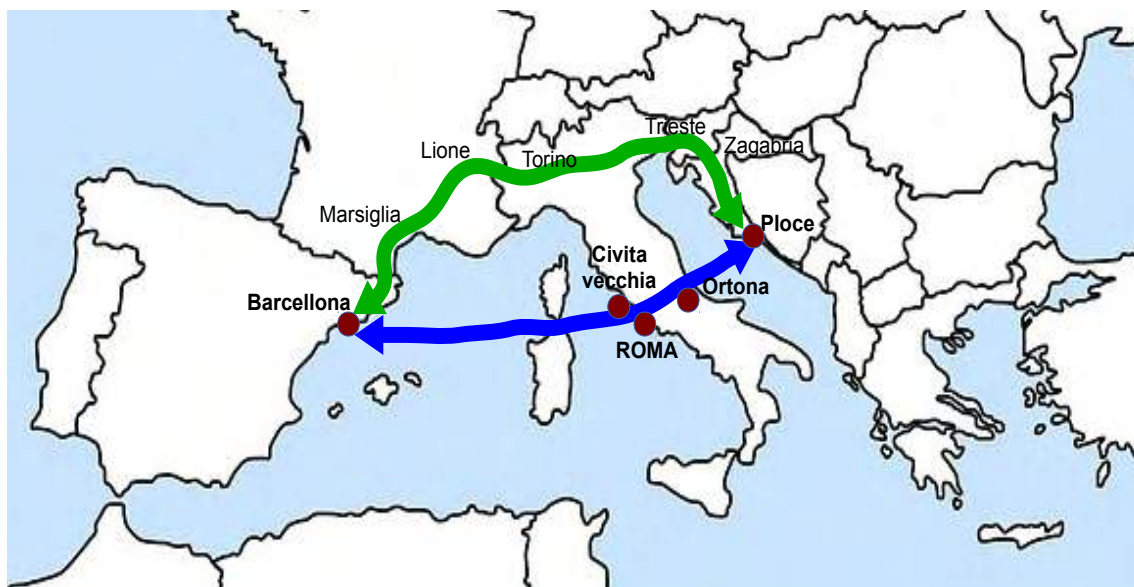 Trieste
Zagabria
Lione
Torino
Marsiglia
Ploce
Civita
vecchia
Ortona
Barcellona
ROMA